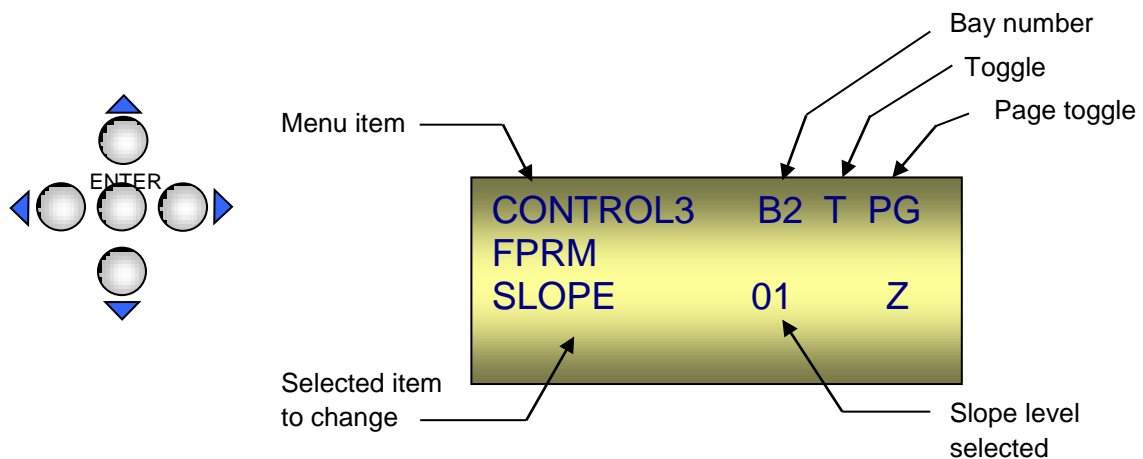 Bay number
Toggle
Page toggle
Menu item
ENTER
CONTROL3 B2 T PG
FPRM
SLOPE 01 Z
Selected item
to change
Slope level
selected